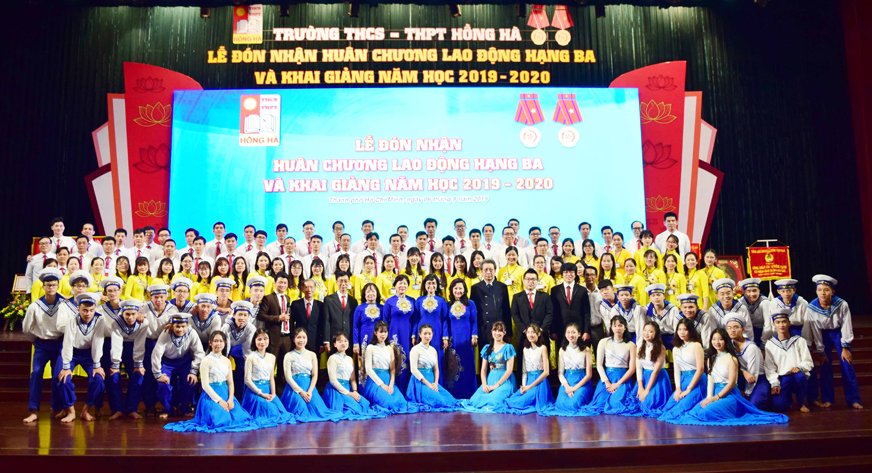 HỒNG HÀ
TRƯỜNG THCS - THPT HỒNG HÀ
LỄ ĐÓN NHẬN HUÂN CHƯƠNG LAO ĐỘNG HẠNG BA
VÀ KHAI GIẢNG NĂM HỌC 2019 - 2020
THCS
THPT
HỒNG HÀ
LỄ ĐÓN NHẬN
HUÂN CHƯƠNG LAO ĐỘNG HẠNG BA
VÀ KHAI GIẢNG NĂM HỌC 2019 - 2020